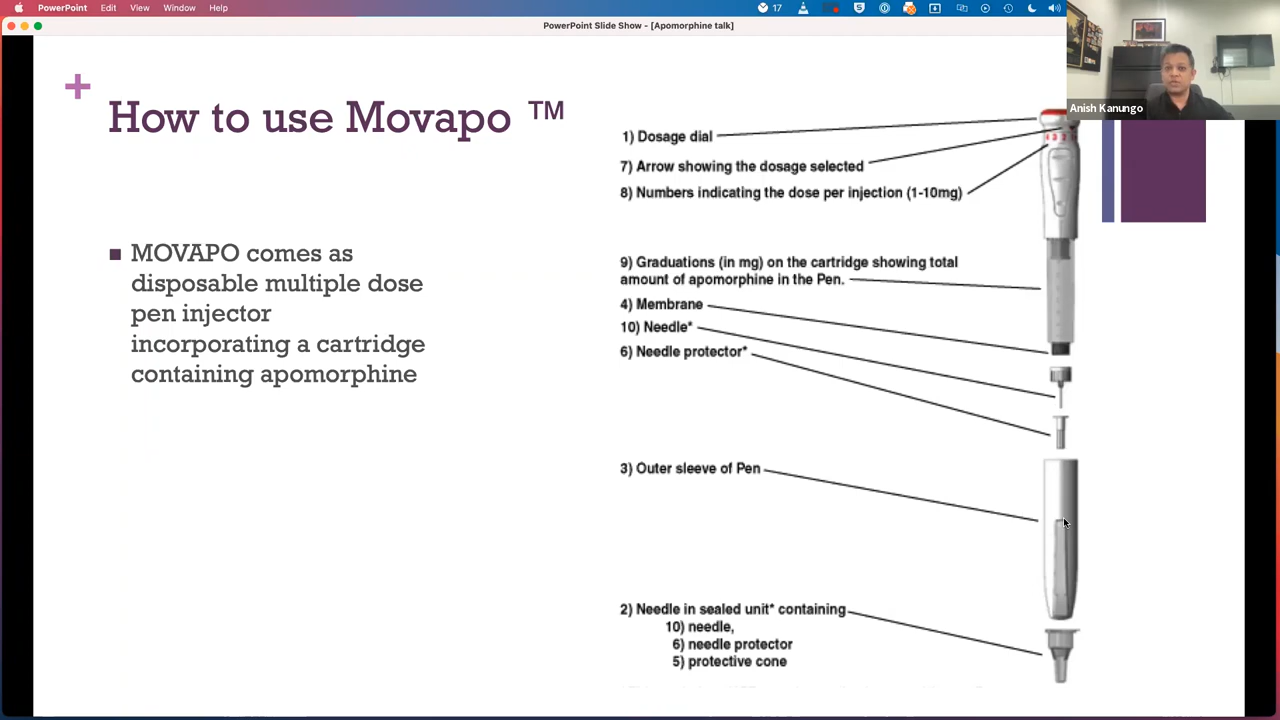 PowerPoint Edit View Window Help
17
PowerPoint Slide Show - [Apomorphine talk]
Anish Kanungo
+
How to use Movapo ™
MOVAPO comes as
disposable multiple dose
pen injector
incorporating a cartridge
containing apomorphine
1) Dosage dial
7) Arrow showing the dosage selected
8) Numbers indicating the dose per injection (1-10mg)
9) Graduations (in mg) on the cartridge showing total
amount of apomorphine in the Pen.
4) Membrane
10) Needle*
6) Needle protector*
3) Outer sleeve of Pen
2) Needle in sealed unit* containing
10) needle,
6) needle protector
5) protective cone